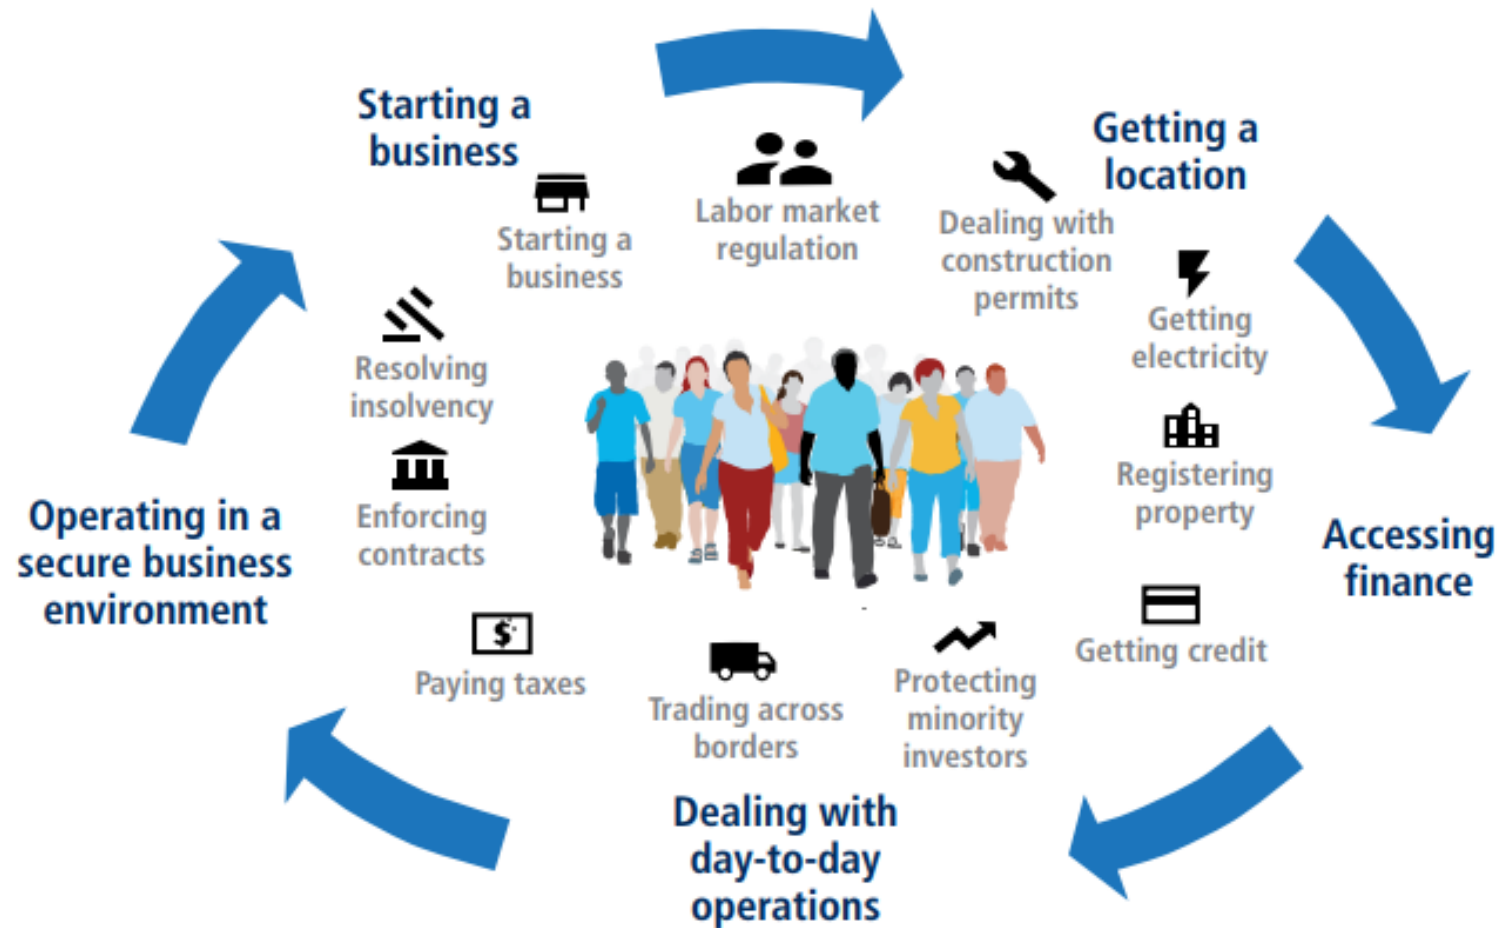 Starting a
business
Starting a
business
Labor market
regulation
Dealing with
construction
permits
Getting a
location
Getting
electricity
Registering
property
Accessing
finance
Getting credit
Protecting
minority
investors
Trading across
borders
Dealing with
day-to-day
operations
$
Paying taxes
Operating in a
secure business
environment
Enforcing
contracts
Resolving
insolvency